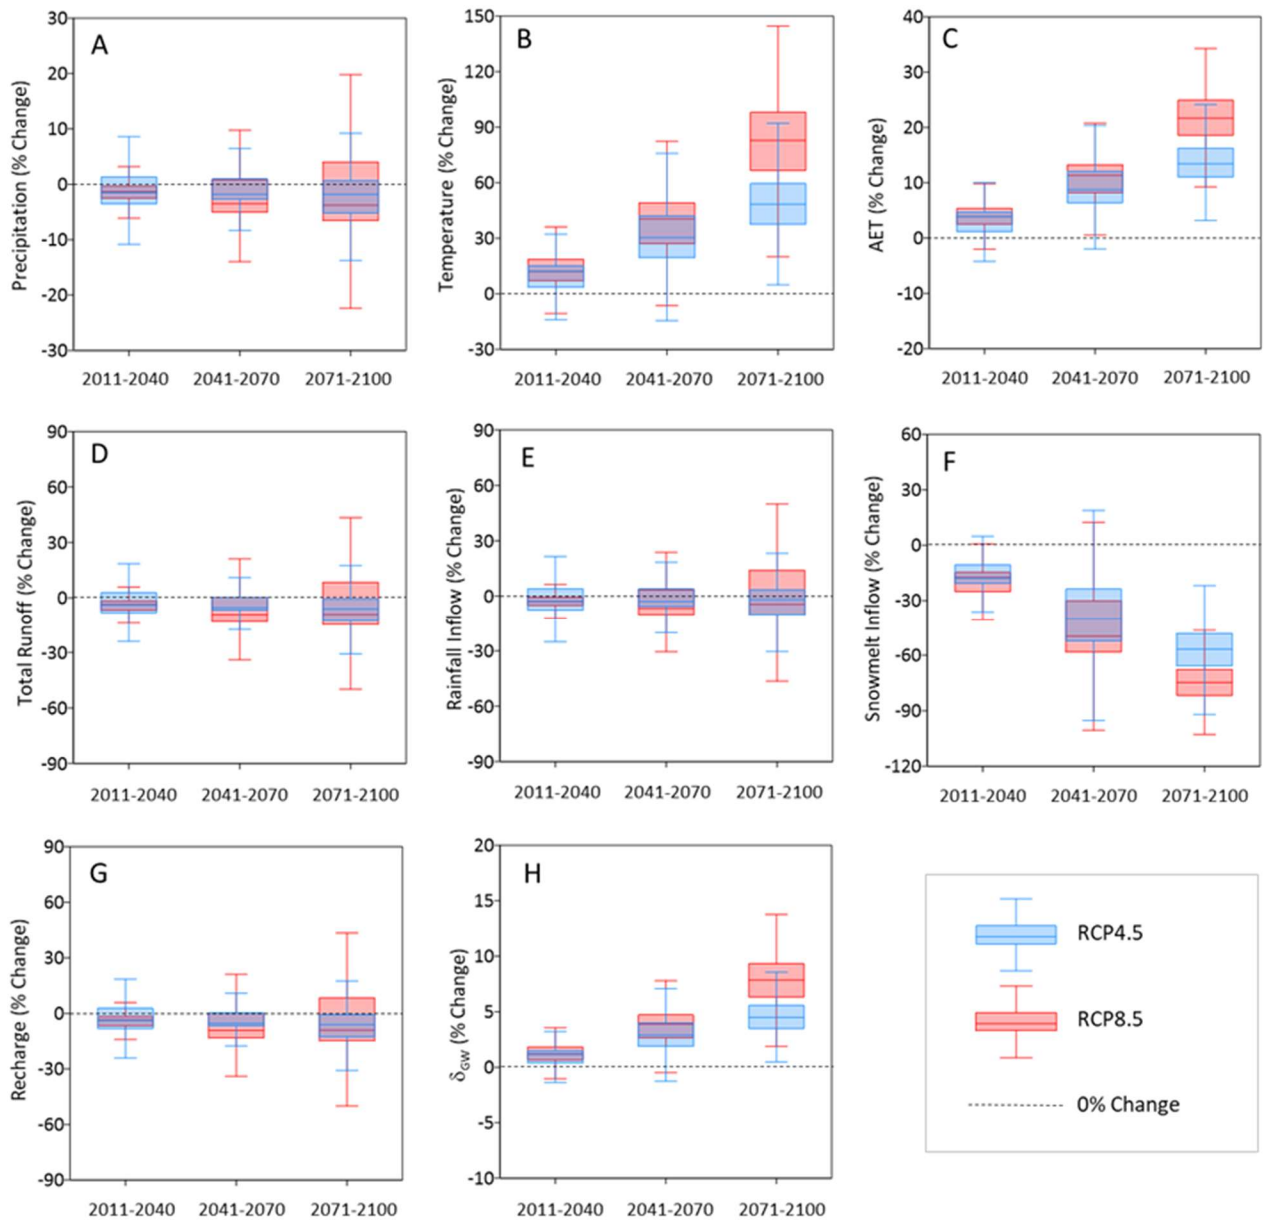 A
Precipitation (% Change)
30
20
10
0
-10
-20
-30
2011-2040 2041-2070 2071-2100
B
Temperature (% Change)
150
120
90
60
30
0
-30
2011-2040 2041-2070 2071-2100
C
AET (% Change)
40
30
20
10
0
-10
-20
2011-2040 2041-2070 2071-2100
D
Total Runoff (% Change)
90
60
30
0
-30
-60
-90
2011-2040 2041-2070 2071-2100
E
Rainfall Inflow (% Change)
90
60
30
0
-30
-60
-90
2011-2040 2041-2070 2071-2100
F
Snowmelt Inflow (% Change)
60
30
0
-30
-60
-90
-120
2011-2040 2041-2070 2071-2100
G
Recharge (% Change)
90
60
30
0
-30
-60
-90
2011-2040 2041-2070 2071-2100
H
δGW (% Change)
20
15
10
5
0
-5
-10
2011-2040 2041-2070 2071-2100
RCP4.5
RCP8.5
0% Change